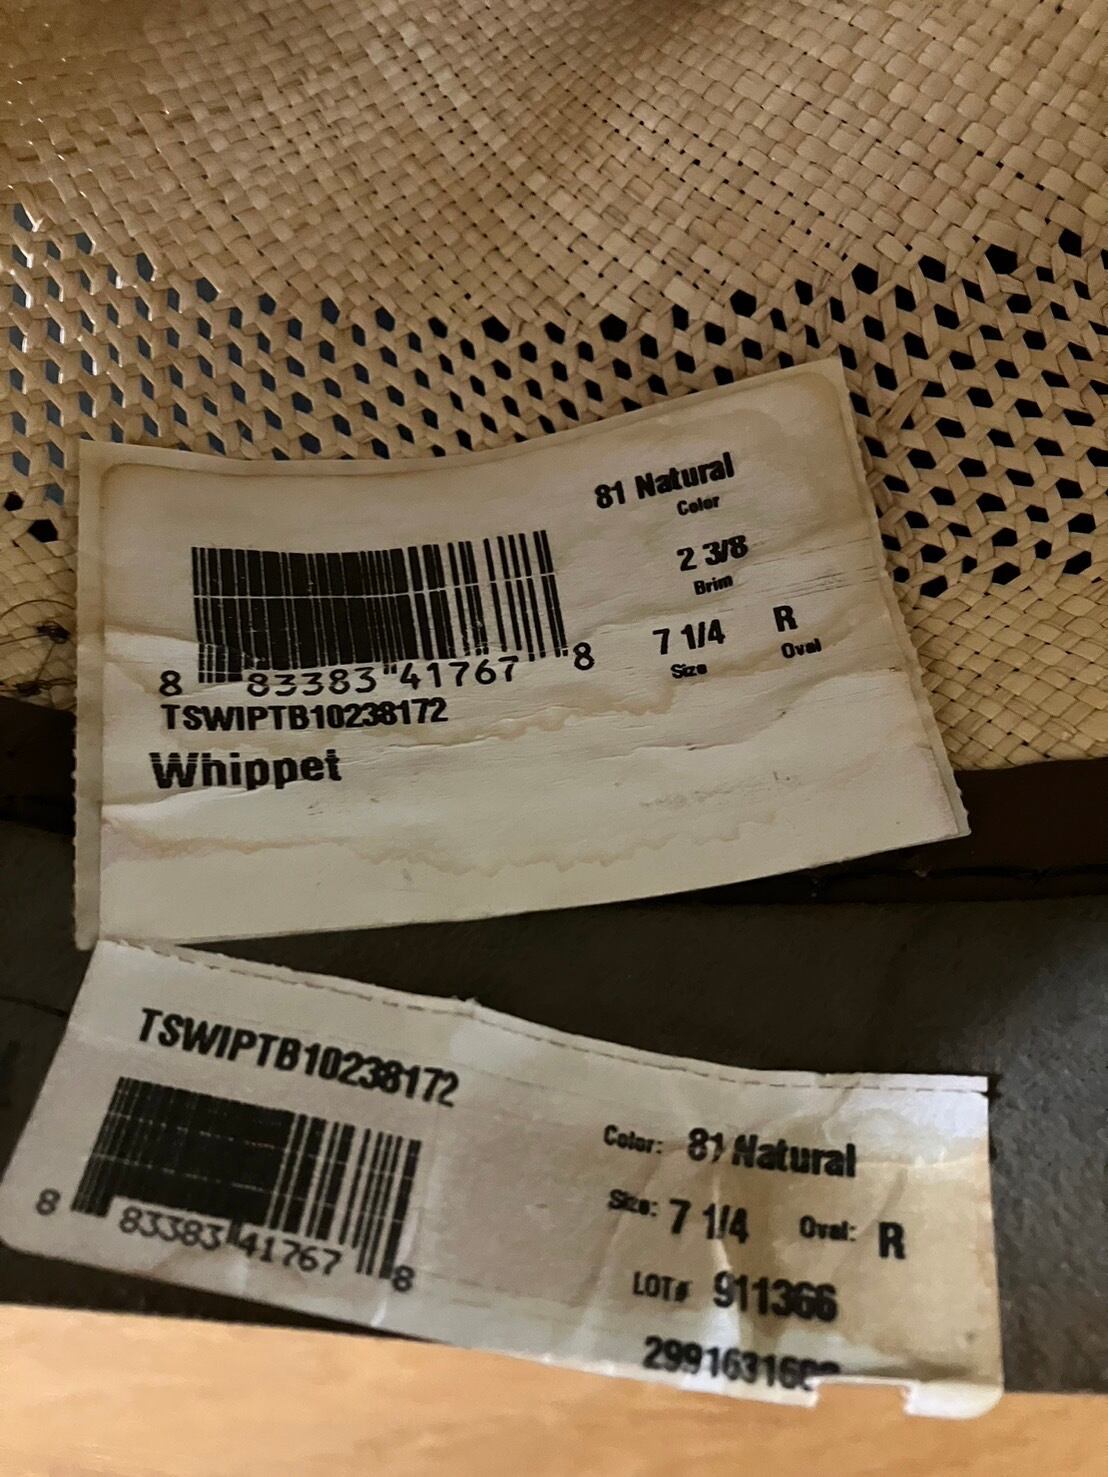 81 Natural
Color
2 3/8
Brim
7 1/4 R
Size Oval
8 83383 41767 8
TSWIPTB10238172
Whippet
TSWIPTB10238172
8 83383 41767 8
Color: 81 Natural
Size: 7 1/4 Oval: R
LOT# 911366